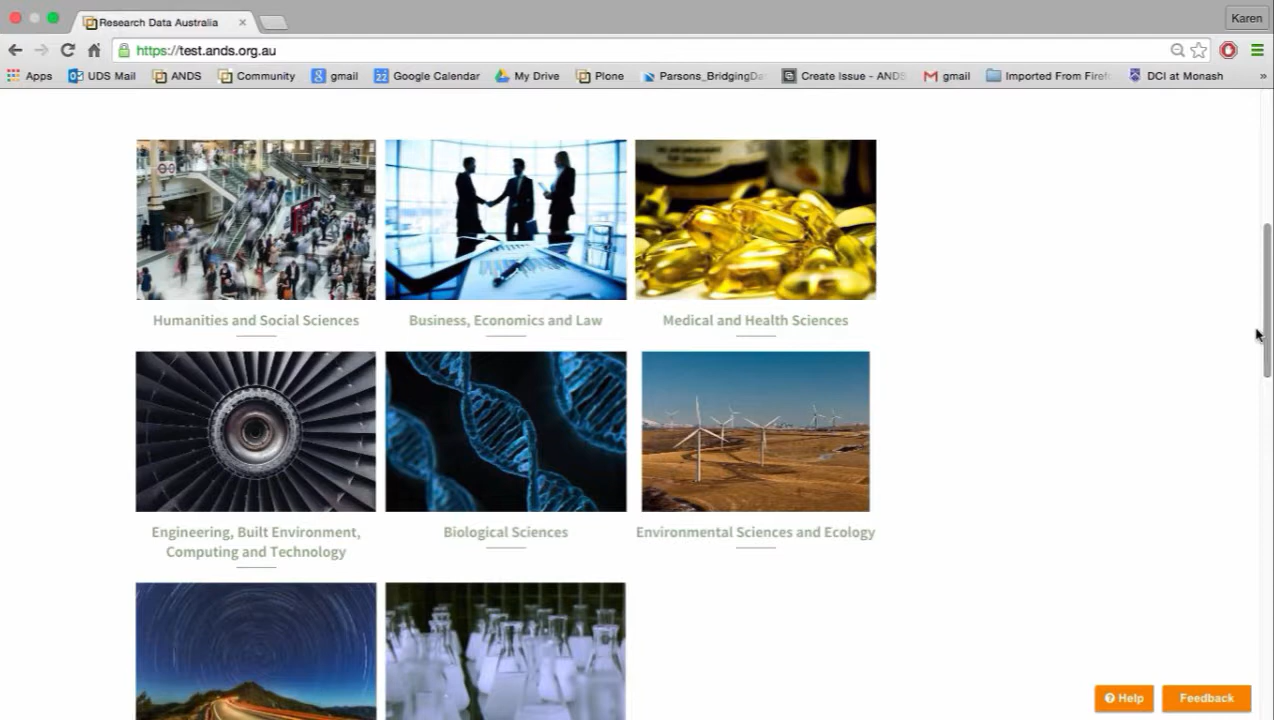 Research Data Australia
Karen
https://test.ands.org.au
Apps UDS Mail ANDS Community gmail Google Calendar My Drive Plone Parsons_BridgingDa Create Issue - ANDS gmail Imported From Firef DCI at Monash »
Humanities and Social Sciences
Business, Economics and Law
Medical and Health Sciences
Engineering, Built Environment,
Computing and Technology
Biological Sciences
Environmental Sciences and Ecology
Help
Feedback